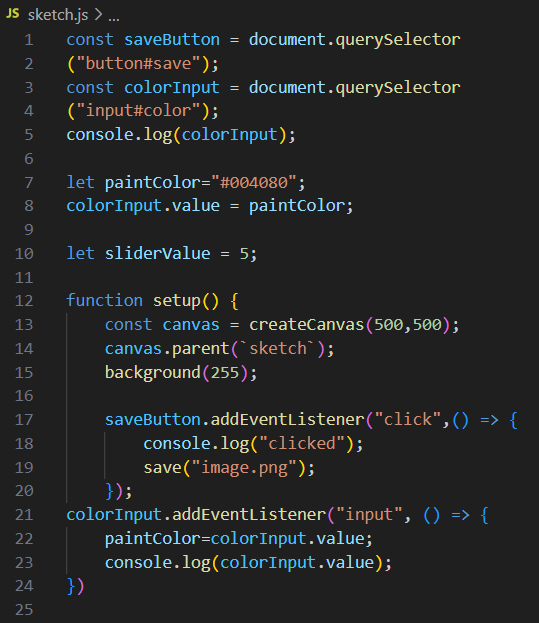 JS sketch.js > ...
1 const saveButton = document.querySelector
2 ("button#save");
3 const colorInput = document.querySelector
4 ("input#color");
5 console.log(colorInput);
6
7 let paintColor="#004080";
8 colorInput.value = paintColor;
9
10 let sliderValue = 5;
11
12 function setup() {
13     const canvas = createCanvas(500,500);
14     canvas.parent(`sketch`);
15     background(255);
16
17     saveButton.addEventListener("click",() => {
18         console.log("clicked");
19         save("image.png");
20     });
21 colorInput.addEventListener("input", () => {
22     paintColor=colorInput.value;
23     console.log(colorInput.value);
24 })
25